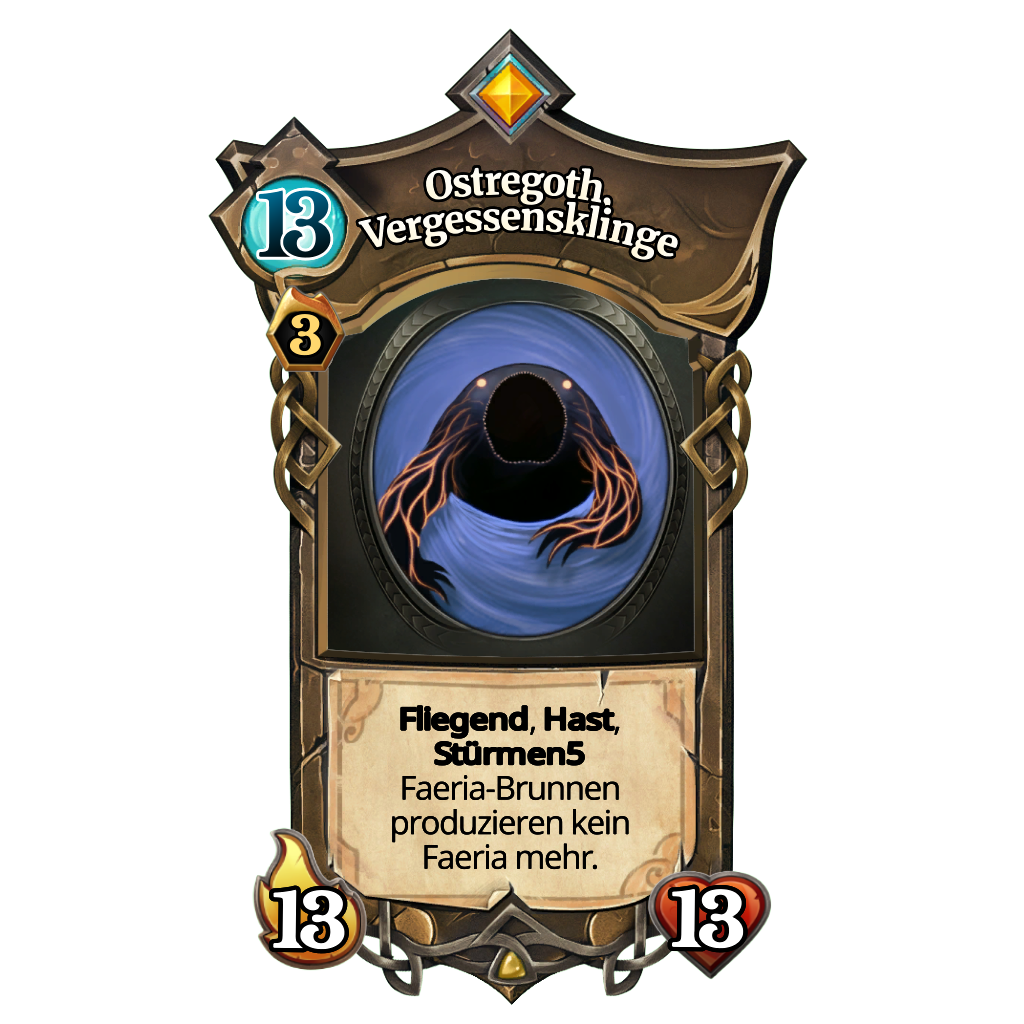 Ostregoth,
Vergessensklinge
13
3
Fliegend, Hast,
Stürmen5
Faeria-Brunnen
produzieren kein
Faeria mehr.
13
13